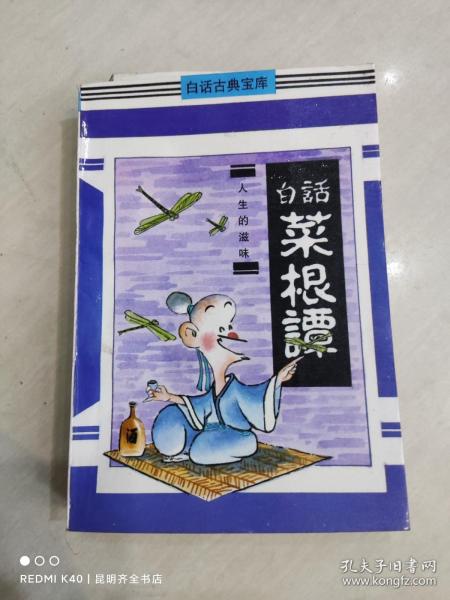 白话古典宝库
白話
菜根譚
人生的滋味
酒
REDMI K40 | 昆明齐全书店
孔夫子旧书网
www.kongfz.com